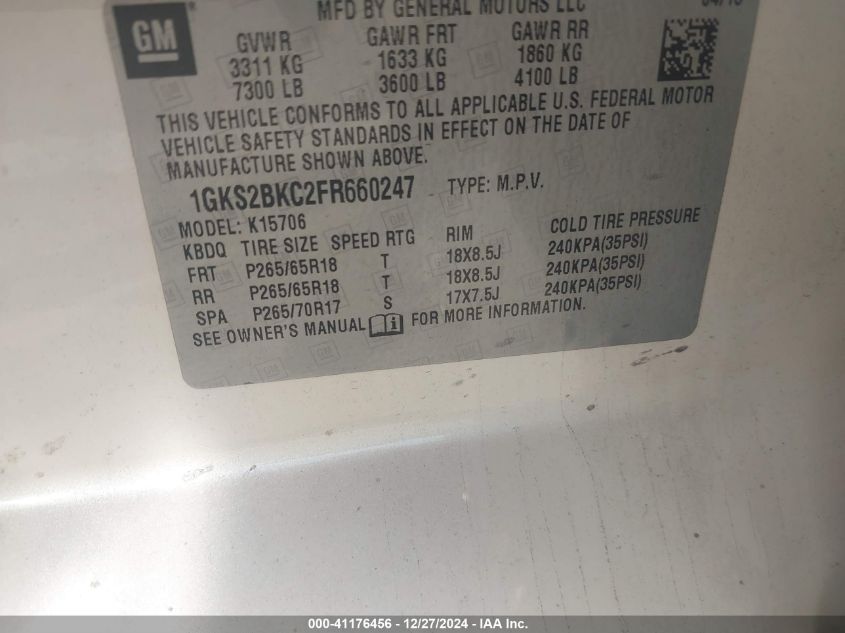 GM
MFD BY GENERAL MOTORS LLC
GVWR GAWR FRT GAWR RR
3311 KG 1633 KG 1860 KG
7300 LB 3600 LB 4100 LB
THIS VEHICLE CONFORMS TO ALL APPLICABLE U.S. FEDERAL MOTOR
VEHICLE SAFETY STANDARDS IN EFFECT ON THE DATE OF
MANUFACTURE SHOWN ABOVE.
1GKS2BKC2FR660247 TYPE: M.P.V.
MODEL: K15706
KBDQ TIRE SIZE SPEED RTG RIM COLD TIRE PRESSURE
FRT P265/65R18 T 18X8.5J 240KPA(35PSI)
RR P265/65R18 T 18X8.5J 240KPA(35PSI)
SPA P265/70R17 S 17X7.5J 240KPA(35PSI)
SEE OWNER'S MANUAL FOR MORE INFORMATION.
000-41176456 - 12/27/2024 - IAA Inc.